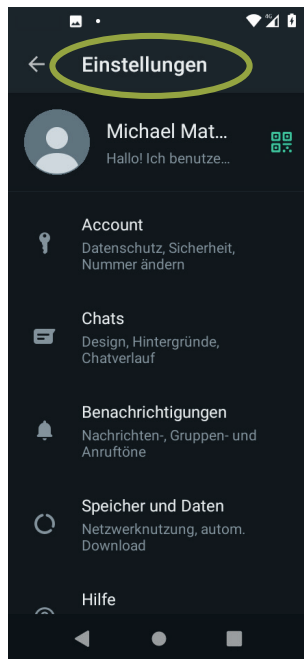 4G
Einstellungen
Michael Mat...
Hallo! Ich benutze...
Account
Datenschutz, Sicherheit,
Nummer ändern
Chats
Design, Hintergründe,
Chatverlauf
Benachrichtigungen
Nachrichten-, Gruppen- und
Anruftöne
Speicher und Daten
Netzwerknutzung, autom.
Download
Hilfe